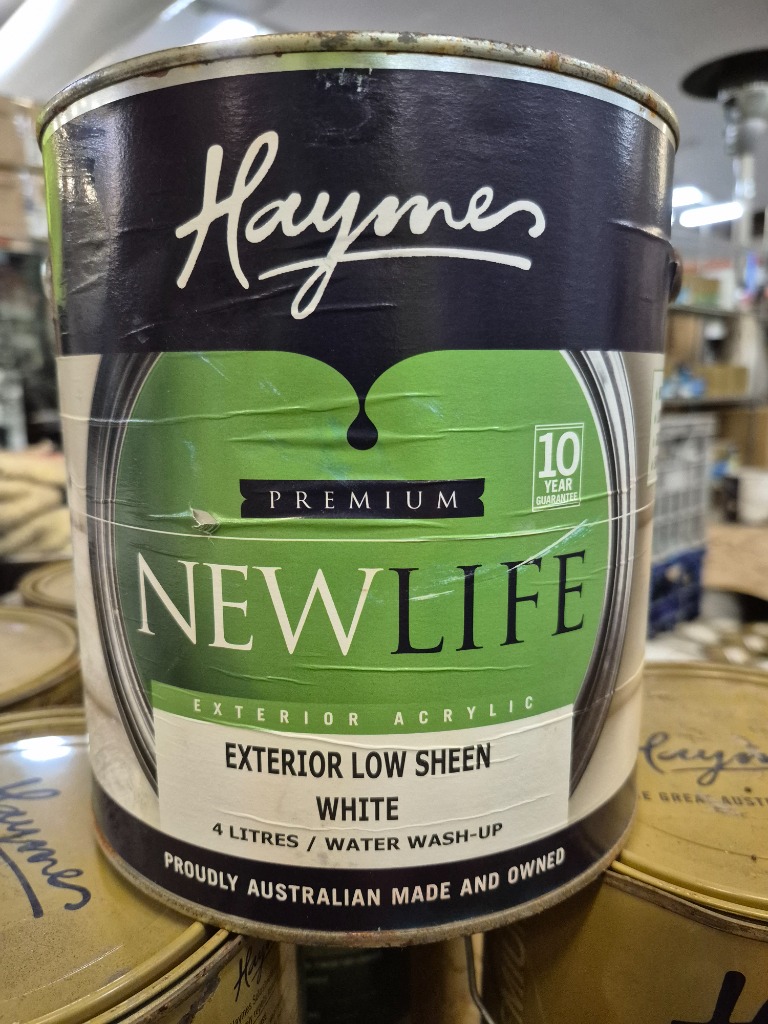 Haymes
10
YEAR
GUARANTEE
PREMIUM
NEWLIFE
EXTERIOR ACRYLIC
EXTERIOR LOW SHEEN
WHITE
4 LITRES / WATER WASH-UP
PROUDLY AUSTRALIAN MADE AND OWNED
Haymes
Haymes